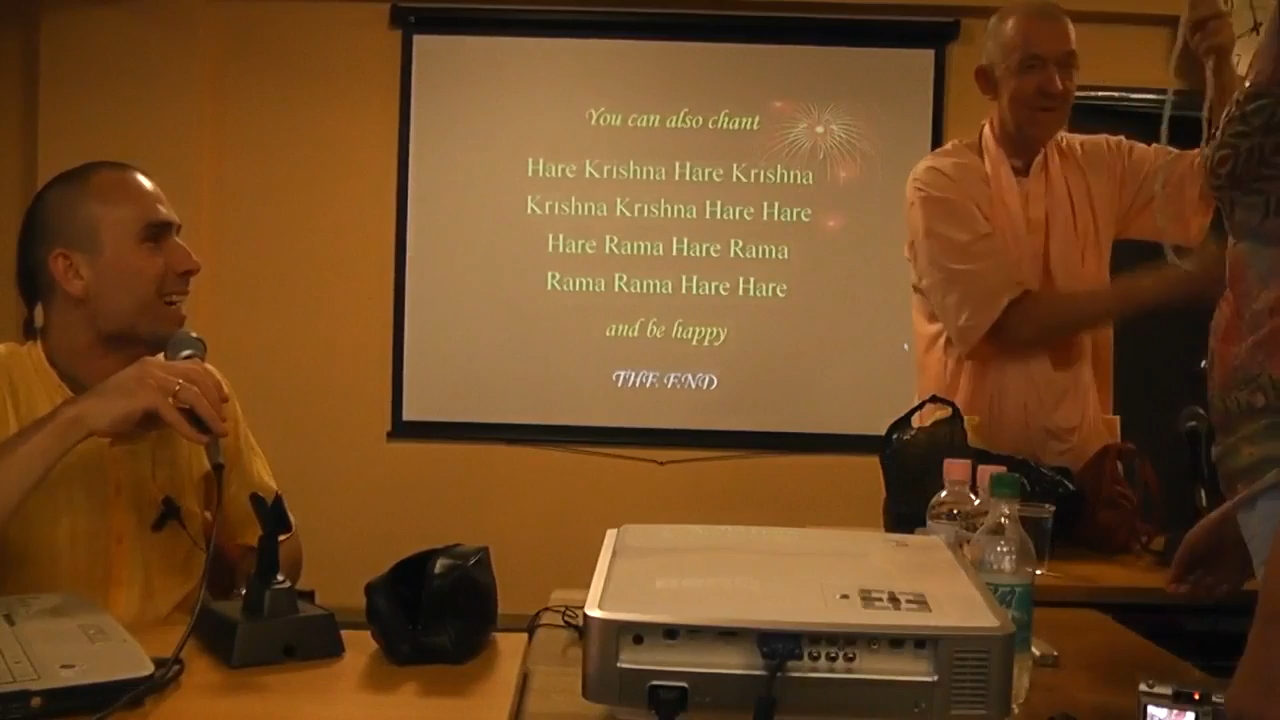 You can also chant
Hare Krishna Hare Krishna
Krishna Krishna Hare Hare
Hare Rama Hare Rama
Rama Rama Hare Hare
and be happy
THE END